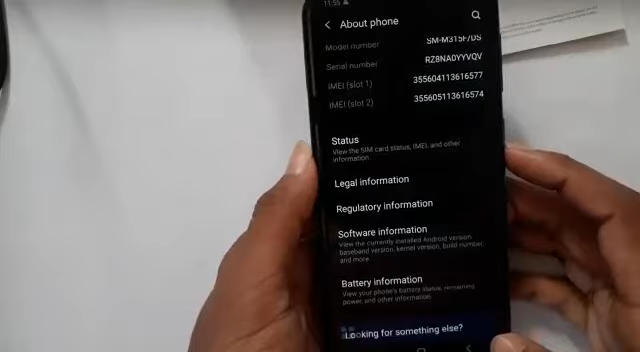 11:55
About phone
Model number SM-M315F/DS
Serial number RZ8NA0YYVQV
IMEI (slot 1) 355604113616577
IMEI (slot 2) 355605113616574
Status
View the SIM card status, IMEI, and other
information.
Legal information
Regulatory information
Software information
View the currently installed Android version,
baseband version, kernel version, build number,
and more.
Battery information
View your phone's battery status, remaining
power, and other information.
Looking for something else?